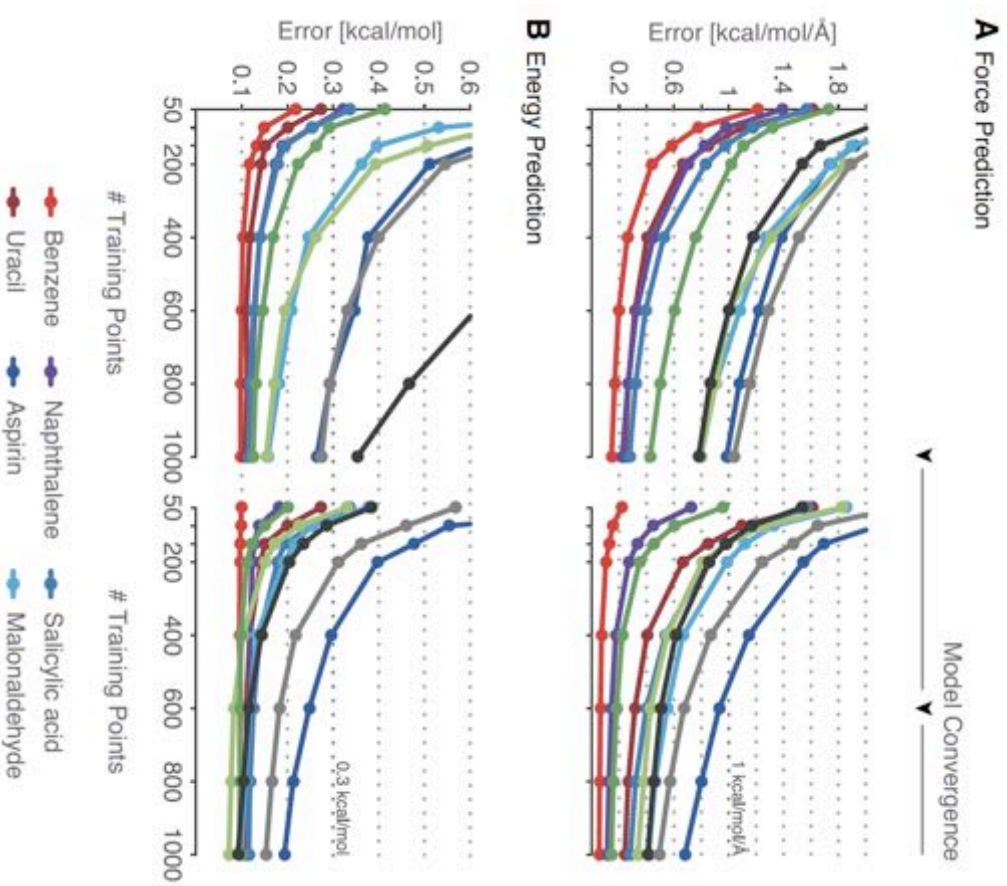 A Force Prediction
Model Convergence
Error [kcal/mol/Å]
1.8
1.4
1
0.6
0.2
1 kcal/mol/Å
B Energy Prediction
Error [kcal/mol]
0.6
0.5
0.4
0.3
0.2
0.1
0.3 kcal/mol
50 200 400 600 800 1000
50 200 400 600 800 1000
# Training Points
# Training Points
Benzene Naphthalene Salicylic acid
Uracil Aspirin Malonaldehyde